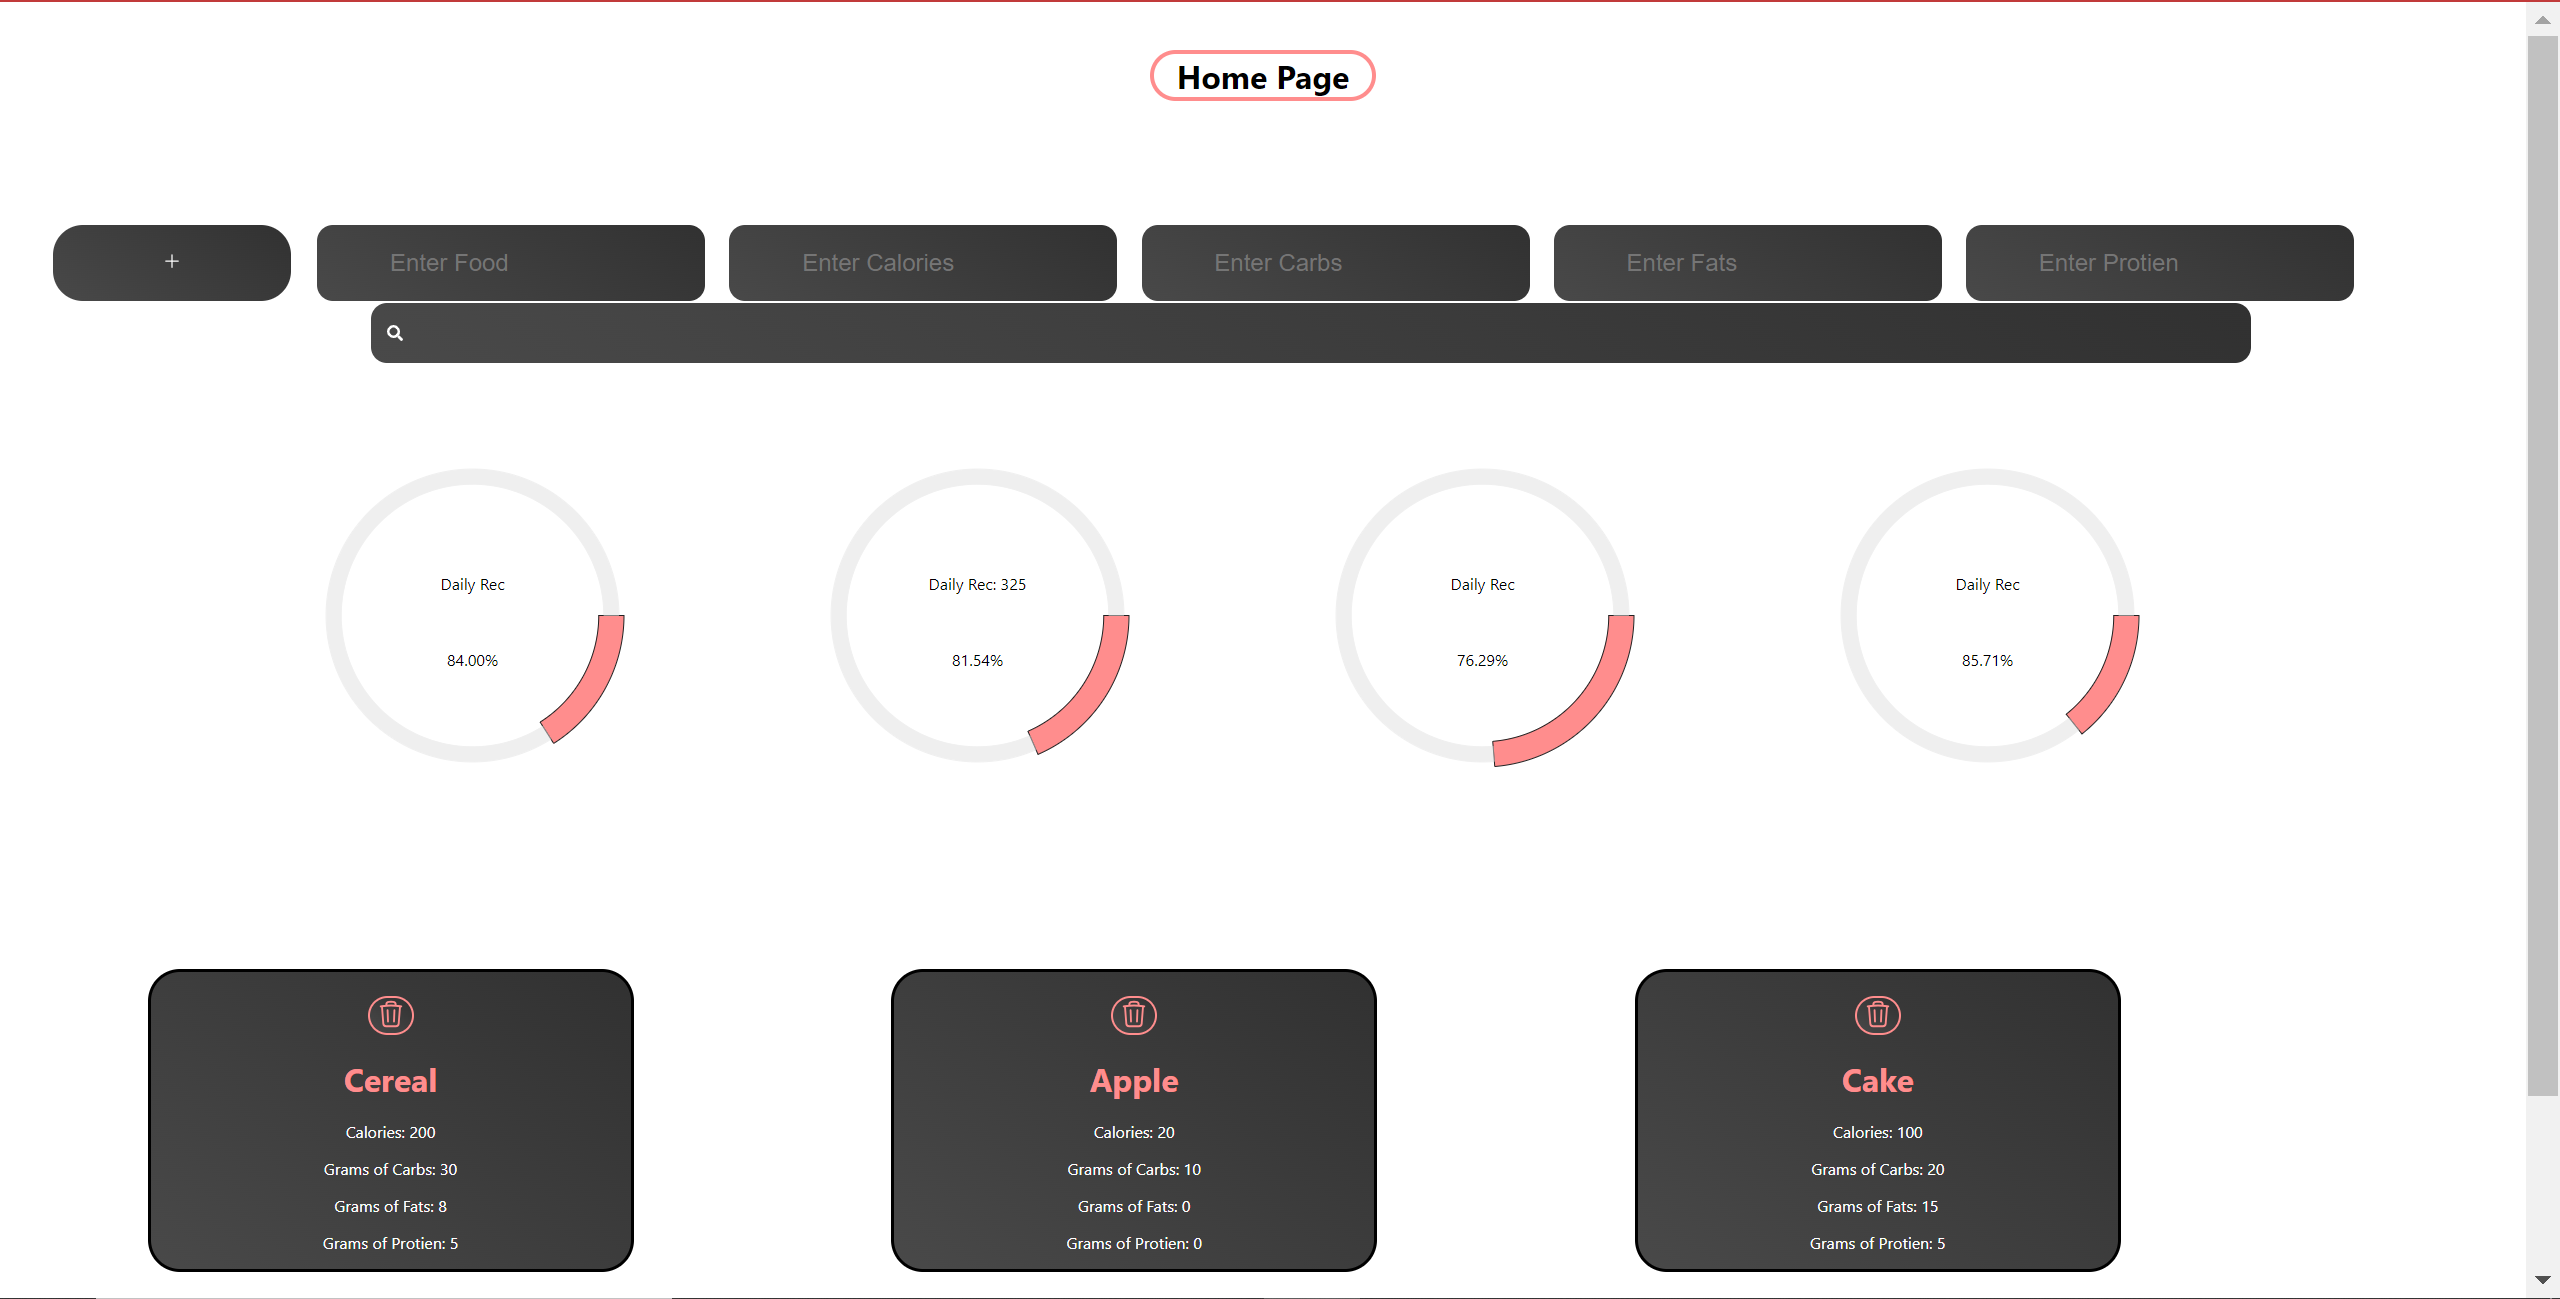 Home Page
+
Enter Food
Enter Calories
Enter Carbs
Enter Fats
Enter Protien
Daily Rec
84.00%
Daily Rec: 325
81.54%
Daily Rec
76.29%
Daily Rec
85.71%
Cereal
Calories: 200
Grams of Carbs: 30
Grams of Fats: 8
Grams of Protien: 5
Apple
Calories: 20
Grams of Carbs: 10
Grams of Fats: 0
Grams of Protien: 0
Cake
Calories: 100
Grams of Carbs: 20
Grams of Fats: 15
Grams of Protien: 5